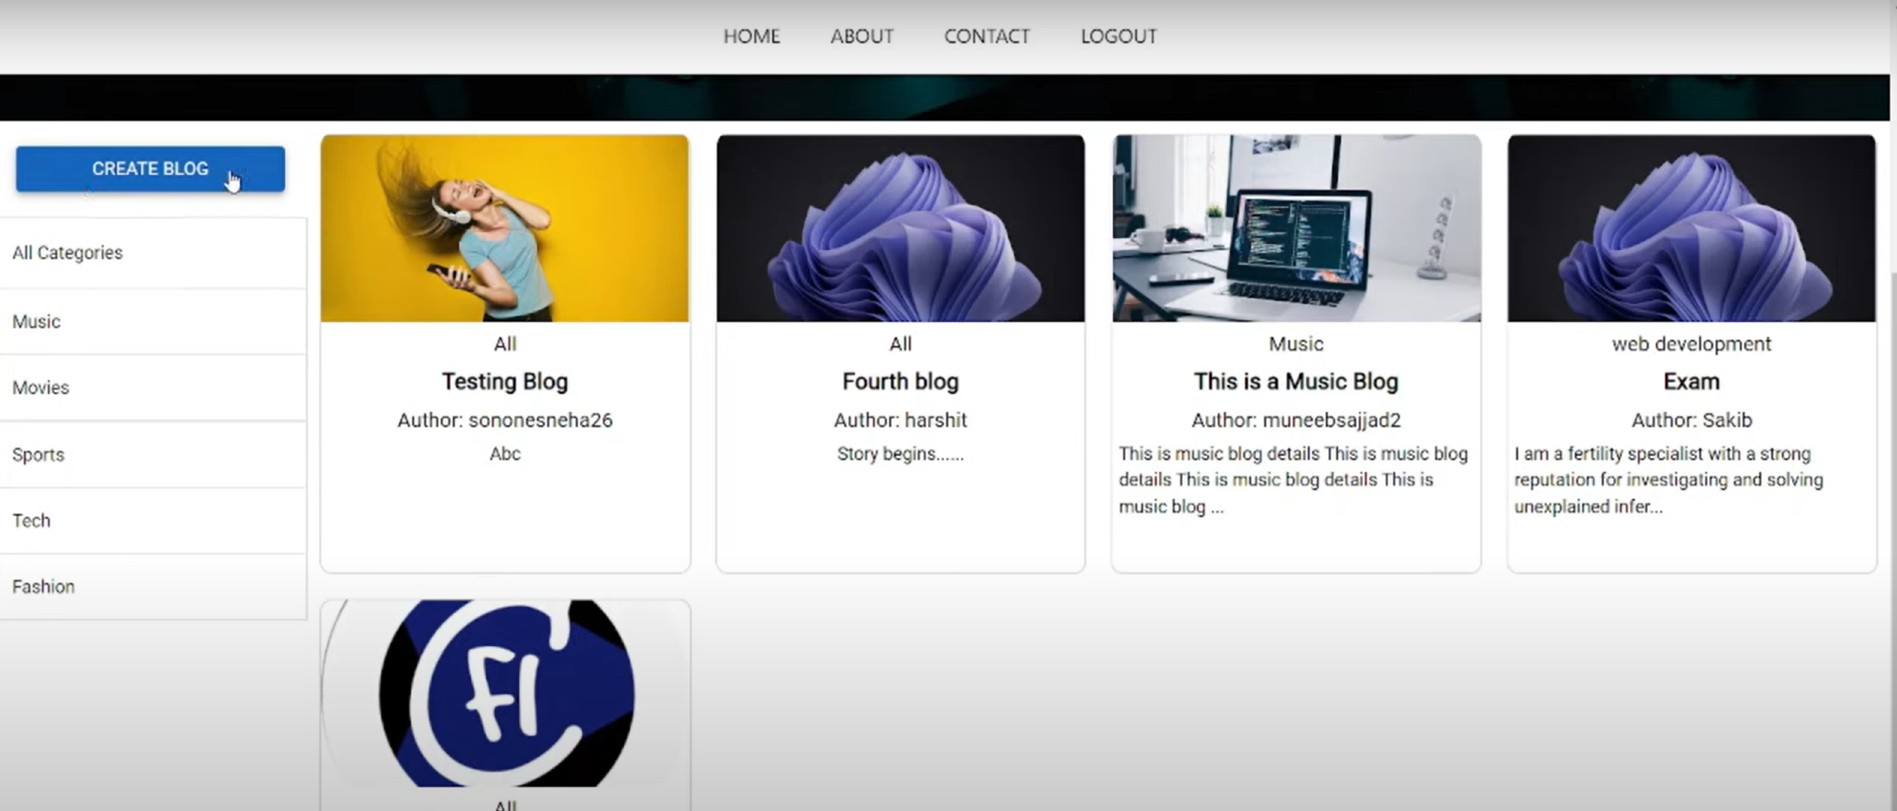 HOME ABOUT CONTACT LOGOUT
CREATE BLOG
All Categories
Music
Movies
Sports
Tech
Fashion
All
Testing Blog
Author: sononesneha26
Abc
All
Fourth blog
Author: harshit
Story begins......
Music
This is a Music Blog
Author: muneebsajjad2
This is music blog details This is music blog
details This is music blog details This is
music blog ...
web development
Exam
Author: Sakib
I am a fertility specialist with a strong
reputation for investigating and solving
unexplained infer...
All